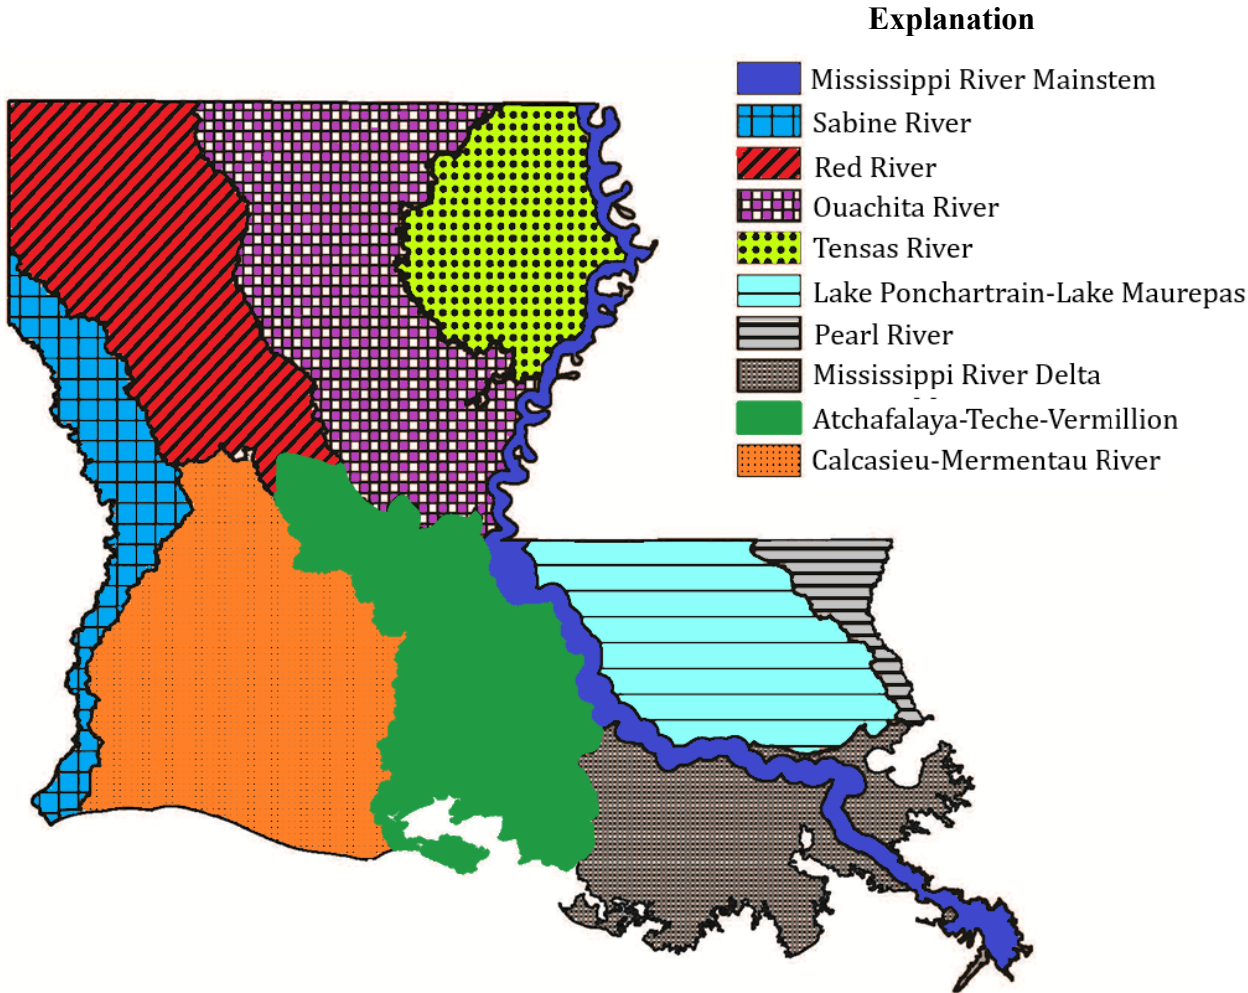 Explanation
Mississippi River Mainstem
Sabine River
Red River
Ouachita River
Tensas River
Lake Ponchartrain-Lake Maurepas
Pearl River
Mississippi River Delta
Atchafalaya-Teche-Vermillion
Calcasieu-Mermentau River